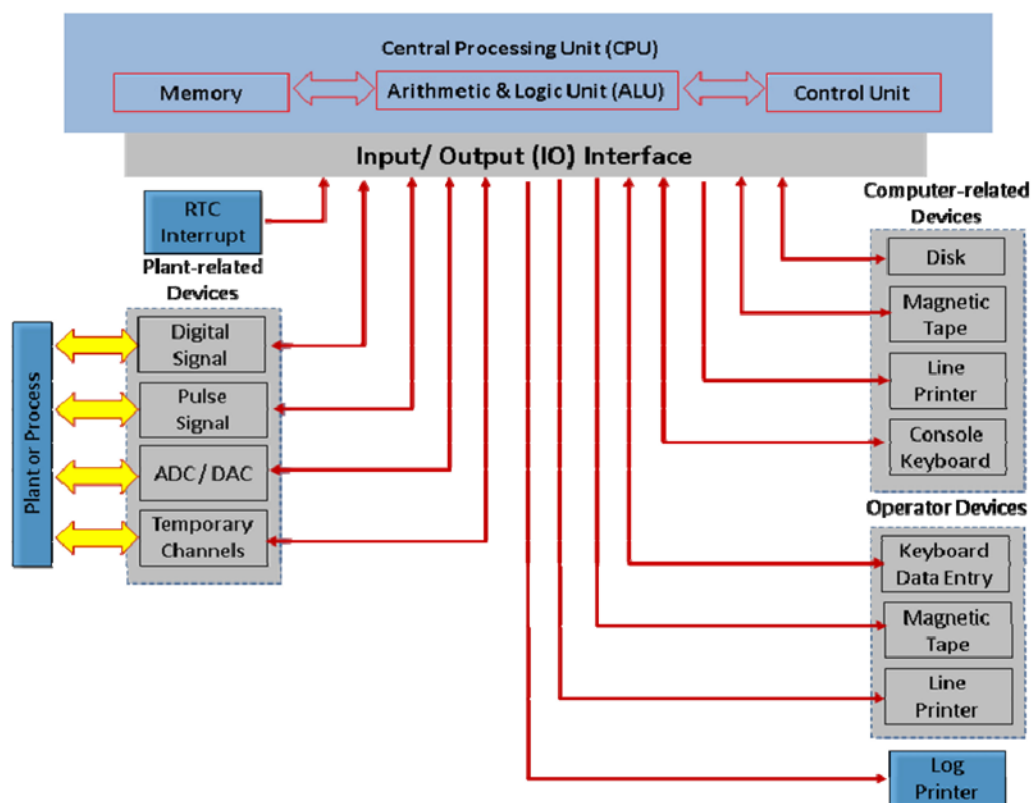 Central Processing Unit (CPU)
Memory
Arithmetic & Logic Unit (ALU)
Control Unit
Input/ Output (IO) Interface
RTC
Interrupt
Plant-related
Devices
Plant or Process
Digital
Signal
Pulse
Signal
ADC / DAC
Temporary
Channels
Computer-related
Devices
Disk
Magnetic
Tape
Line
Printer
Console
Keyboard
Operator Devices
Keyboard
Data Entry
Magnetic
Tape
Line
Printer
Log
Printer